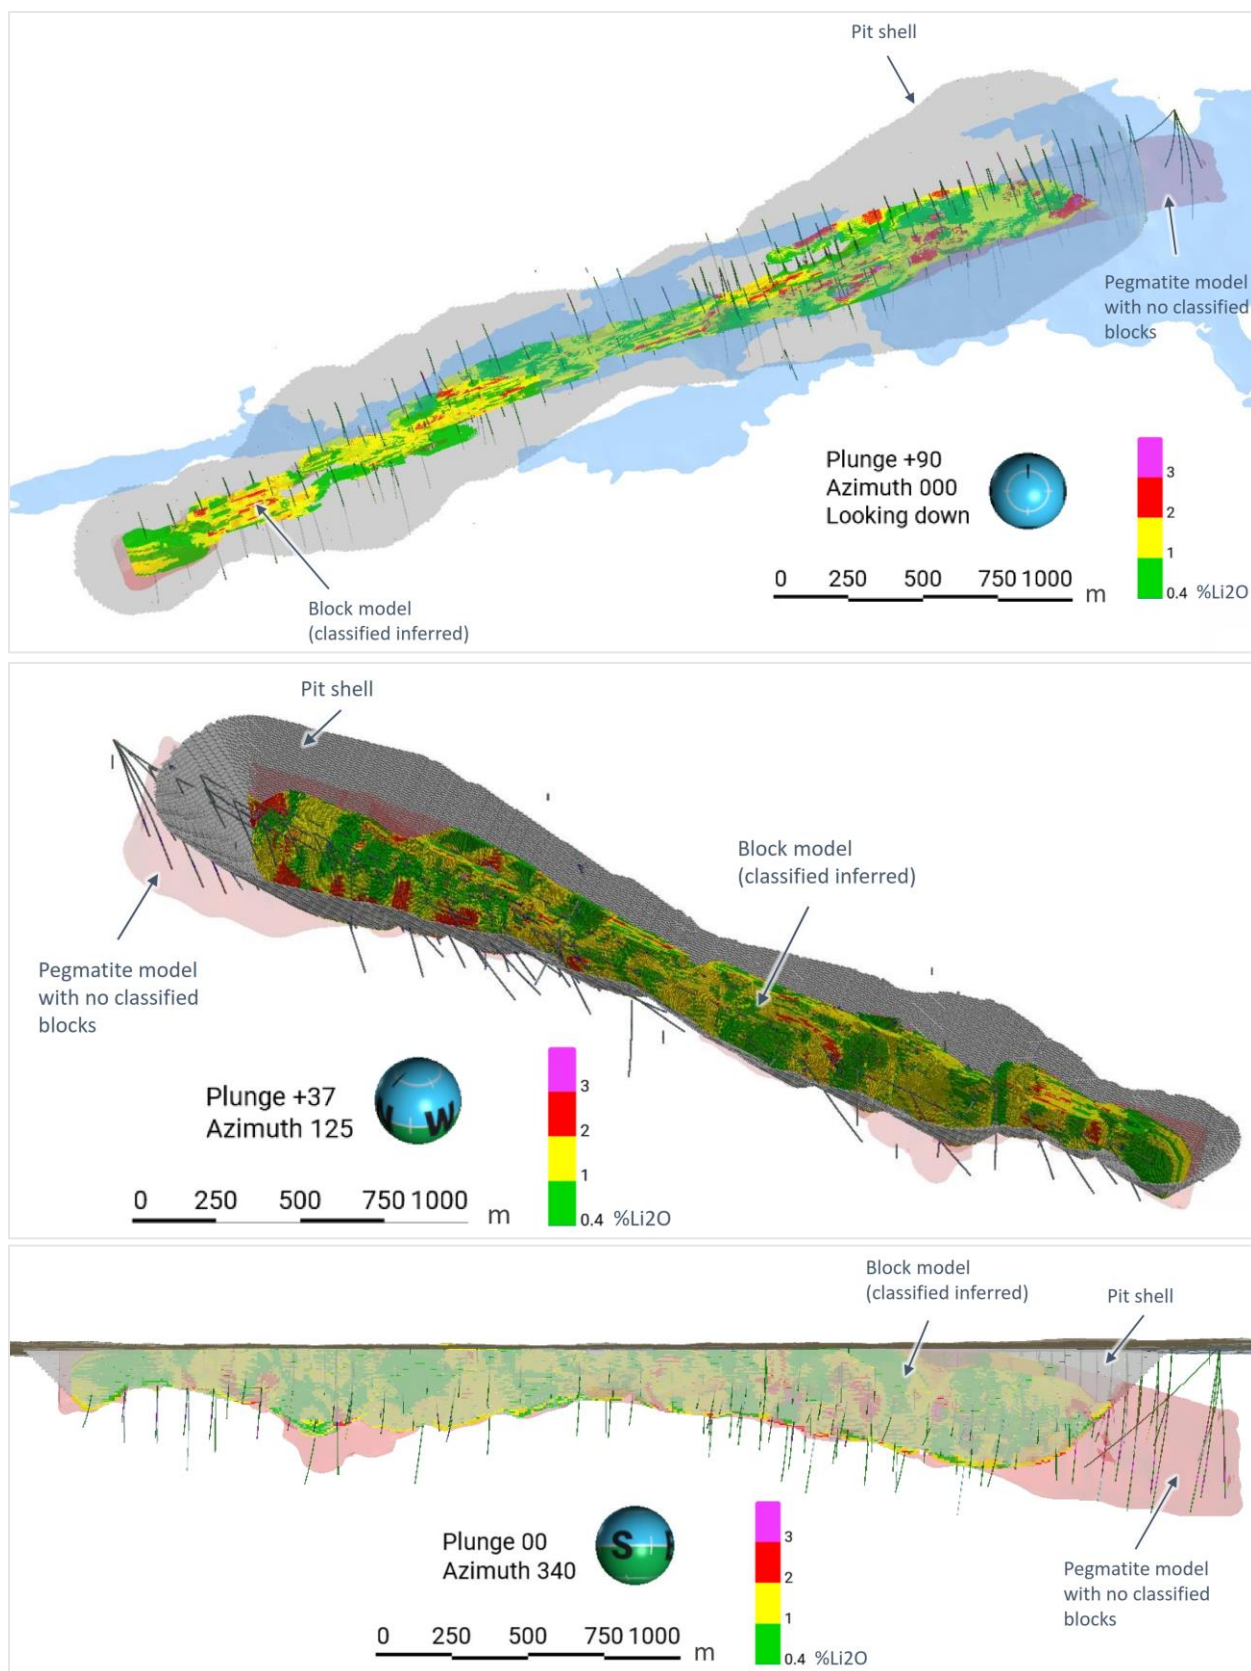 Pit shell
Pegmatite model
with no classified
blocks
Plunge +90
Azimuth 000
Looking down
3
2
1
0.4 %Li2O
0 250 500 750 1000 m
Block model
(classified inferred)
Pit shell
Block model
(classified inferred)
Pegmatite model
with no classified
blocks
Plunge +37
Azimuth 125
W
3
2
1
0.4 %Li2O
0 250 500 750 1000 m
Block model
(classified inferred)
Pit shell
Plunge 00
Azimuth 340
S
3
2
1
0.4 %Li2O
0 250 500 750 1000 m
Pegmatite model
with no classified
blocks